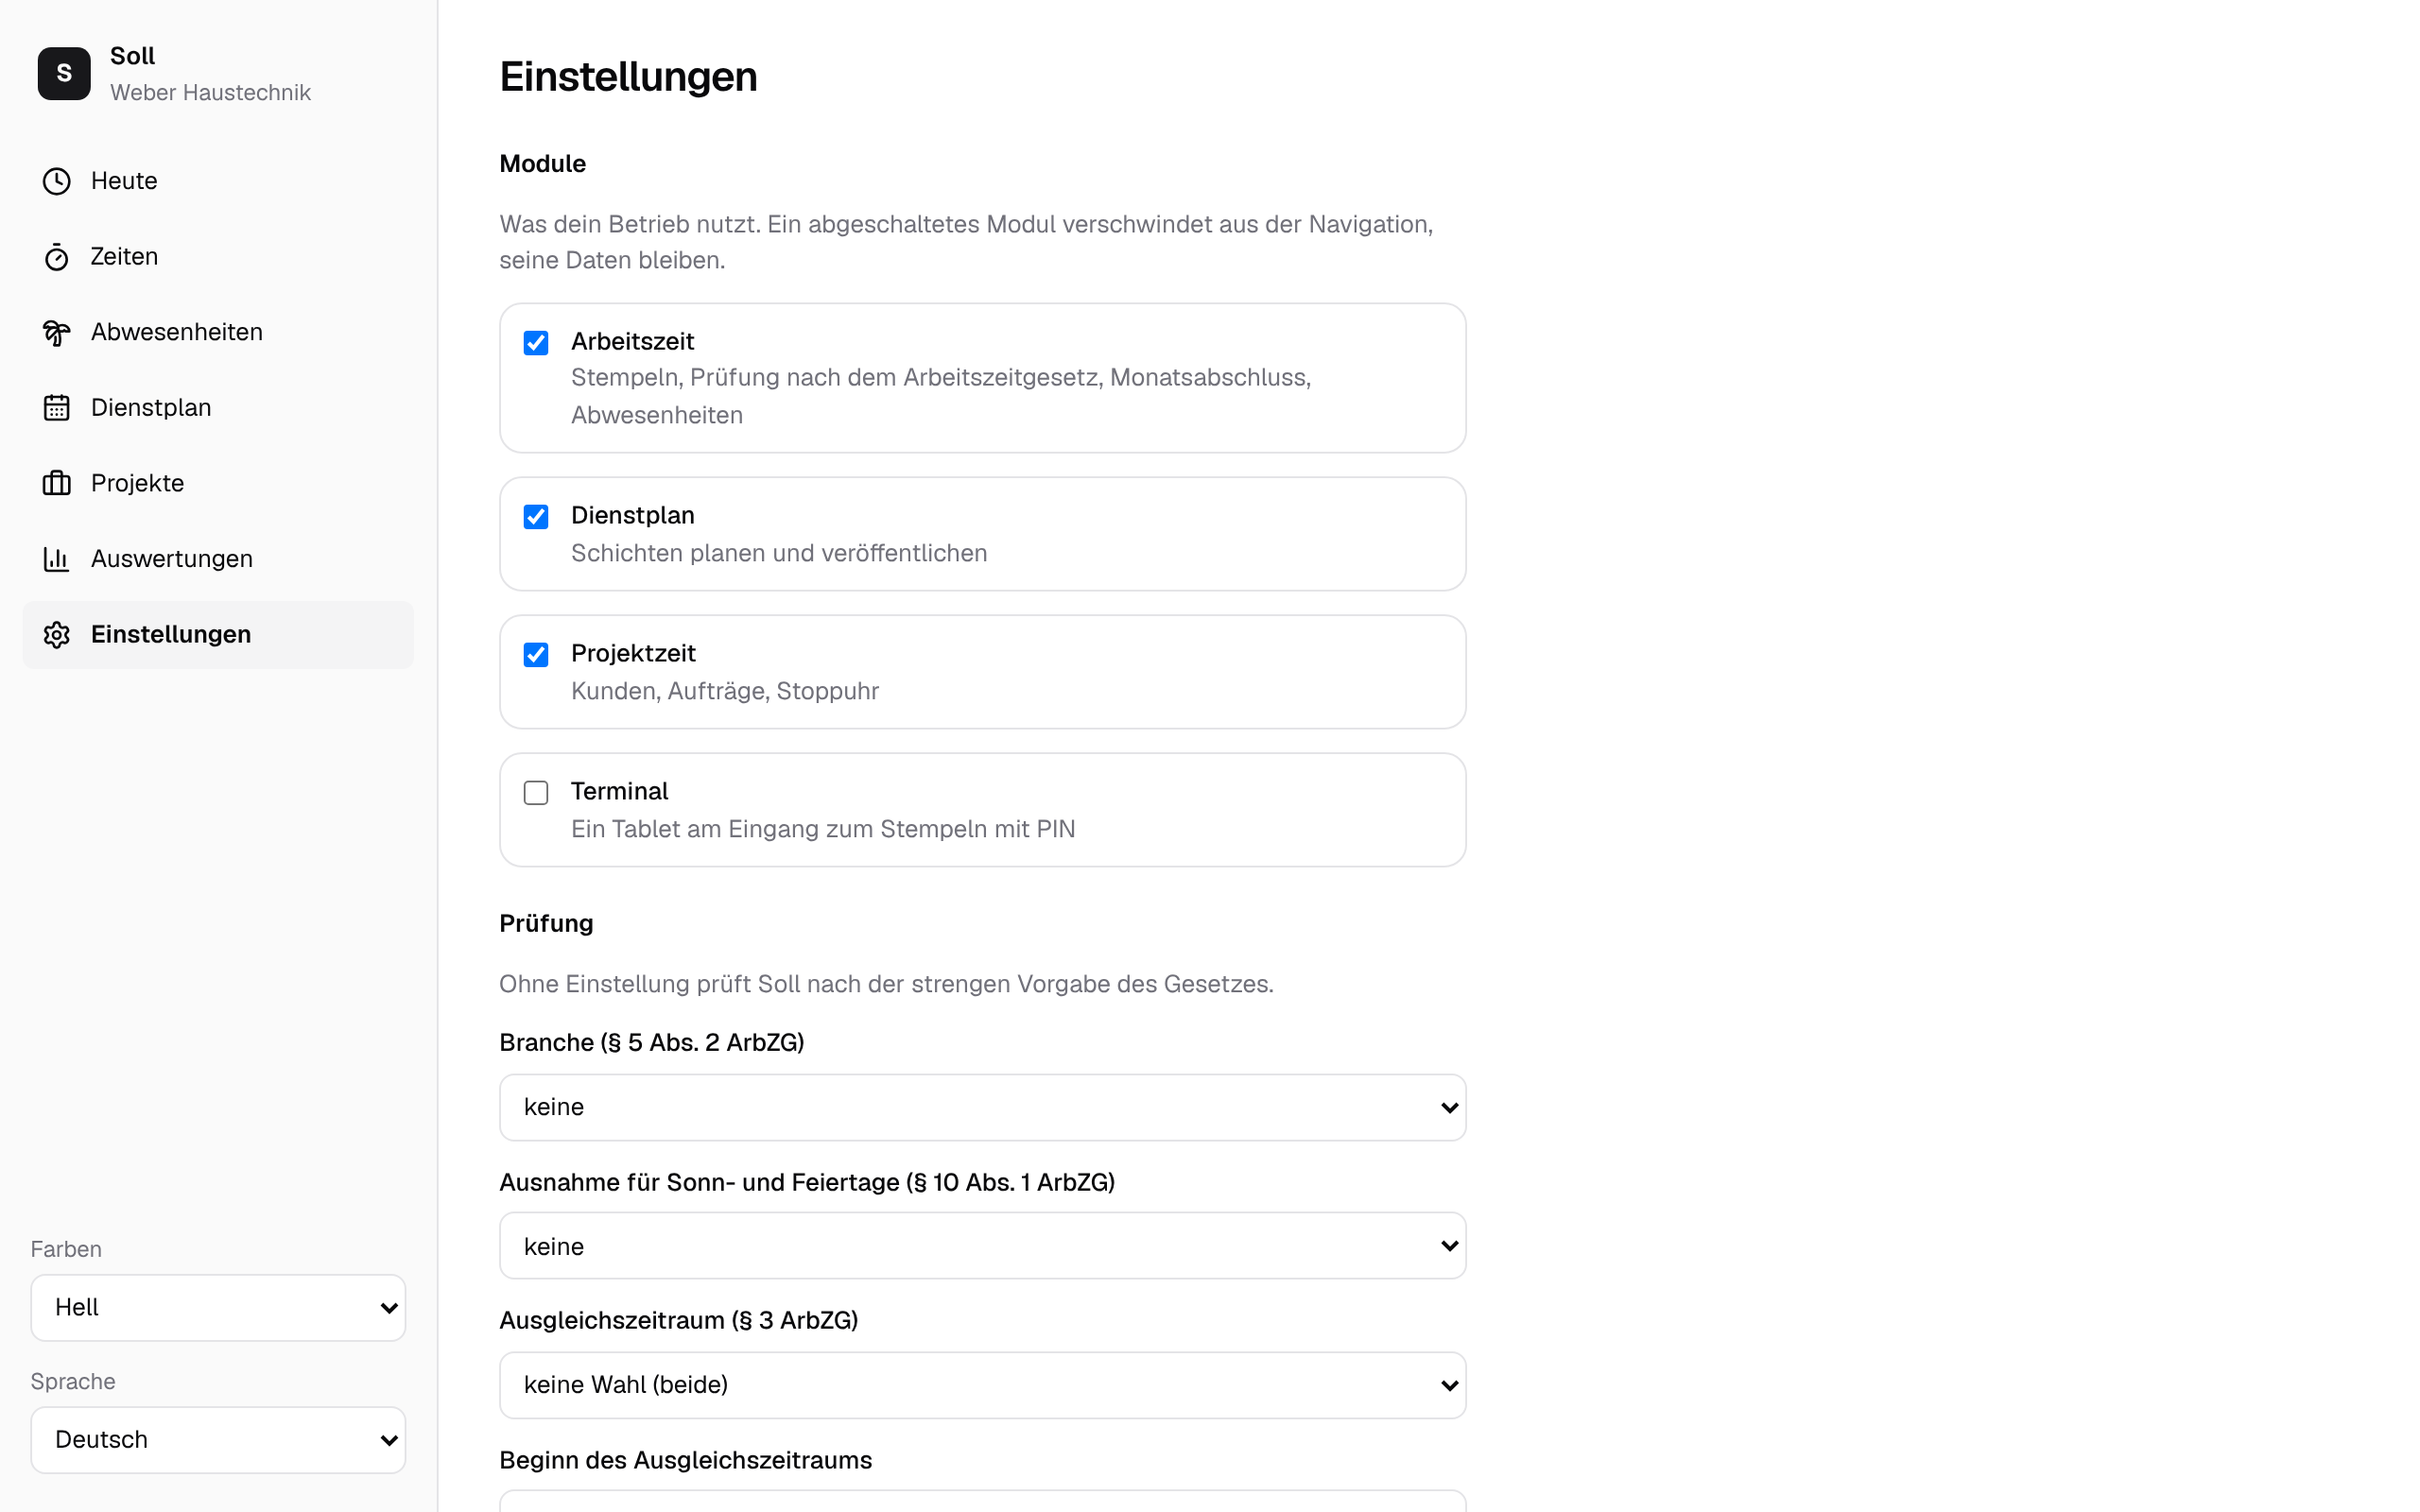 S
Soll
Weber Haustechnik
Heute
Zeiten
Abwesenheiten
Dienstplan
Projekte
Auswertungen
Einstellungen
Farben
Hell
Sprache
Deutsch
Einstellungen
Module
Was dein Betrieb nutzt. Ein abgeschaltetes Modul verschwindet aus der Navigation,
seine Daten bleiben.
Arbeitszeit
Stempeln, Prüfung nach dem Arbeitszeitgesetz, Monatsabschluss,
Abwesenheiten
Dienstplan
Schichten planen und veröffentlichen
Projektzeit
Kunden, Aufträge, Stoppuhr
Terminal
Ein Tablet am Eingang zum Stempeln mit PIN
Prüfung
Ohne Einstellung prüft Soll nach der strengen Vorgabe des Gesetzes.
Branche (§ 5 Abs. 2 ArbZG)
keine
Ausnahme für Sonn- und Feiertage (§ 10 Abs. 1 ArbZG)
keine
Ausgleichszeitraum (§ 3 ArbZG)
keine Wahl (beide)
Beginn des Ausgleichszeitraums